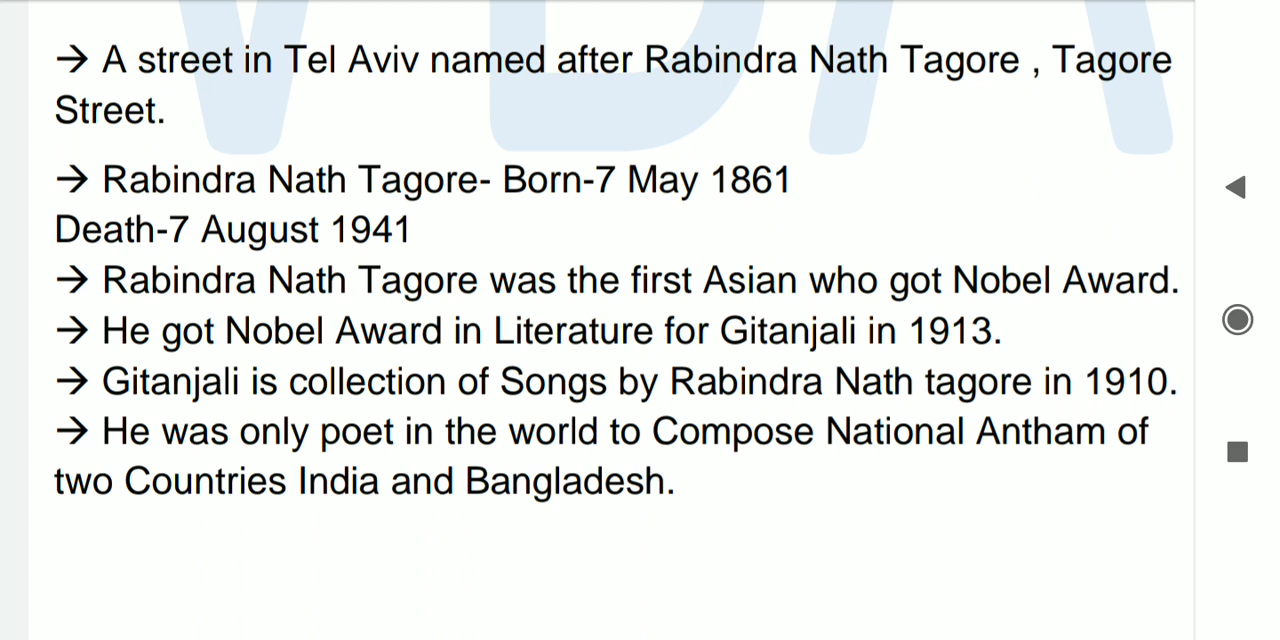 → A street in Tel Aviv named after Rabindra Nath Tagore , Tagore
Street.
→ Rabindra Nath Tagore- Born-7 May 1861
Death-7 August 1941
→ Rabindra Nath Tagore was the first Asian who got Nobel Award.
→ He got Nobel Award in Literature for Gitanjali in 1913.
→ Gitanjali is collection of Songs by Rabindra Nath tagore in 1910.
→ He was only poet in the world to Compose National Antham of
two Countries India and Bangladesh.